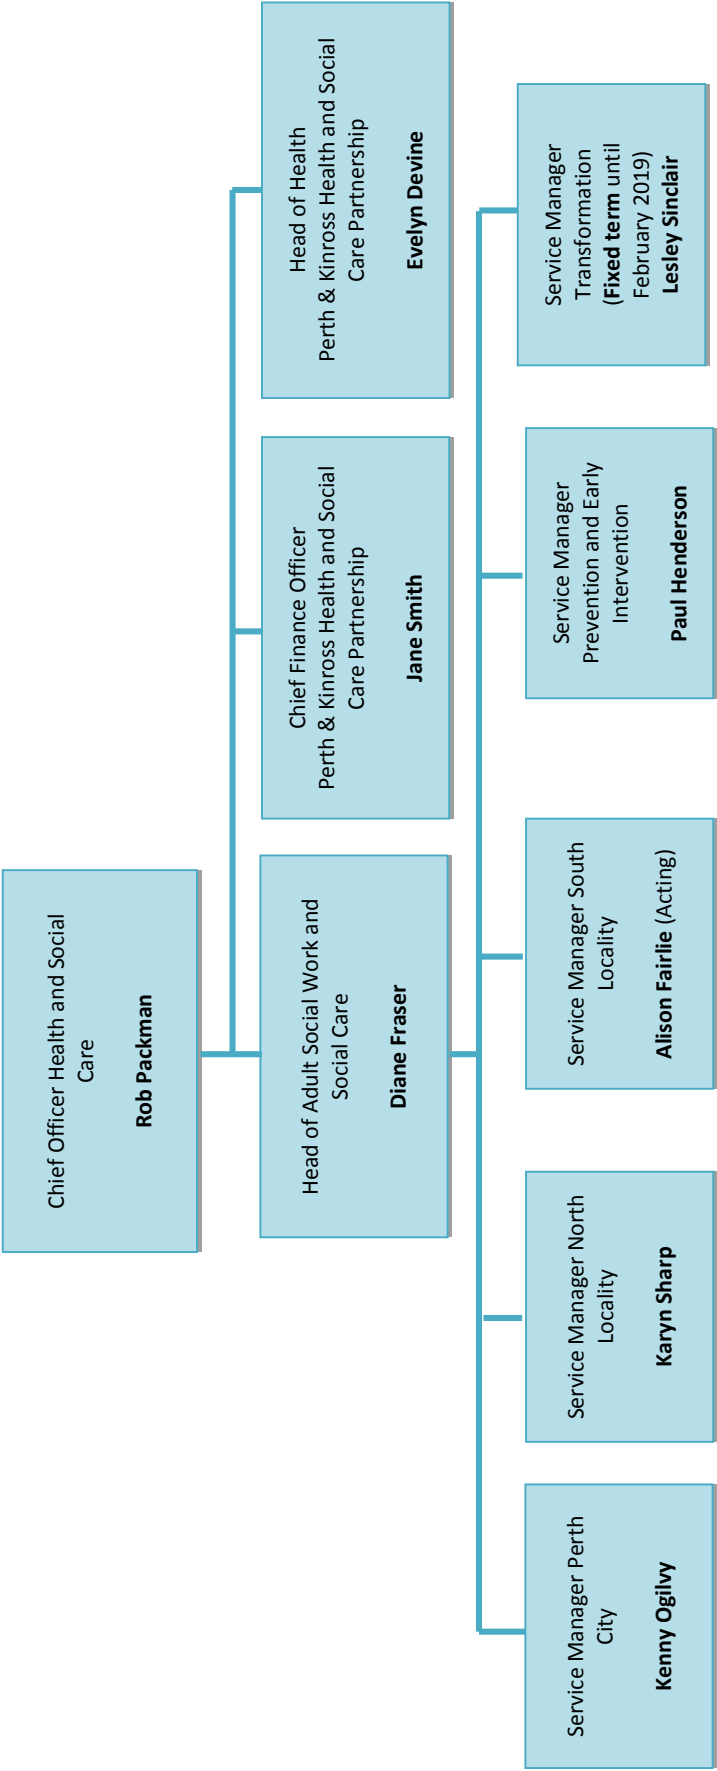 Chief Officer Health and Social
Care
Rob Packman
Head of Adult Social Work and
Social Care
Diane Fraser
Chief Finance Officer
Perth & Kinross Health and Social
Care Partnership
Jane Smith
Head of Health
Perth & Kinross Health and Social
Care Partnership
Evelyn Devine
Service Manager Perth
City
Kenny Ogilvy
Service Manager North
Locality
Karyn Sharp
Service Manager South
Locality
Alison Fairlie (Acting)
Service Manager
Prevention and Early
Intervention
Paul Henderson
Service Manager
Transformation
(Fixed term until
February 2019)
Lesley Sinclair